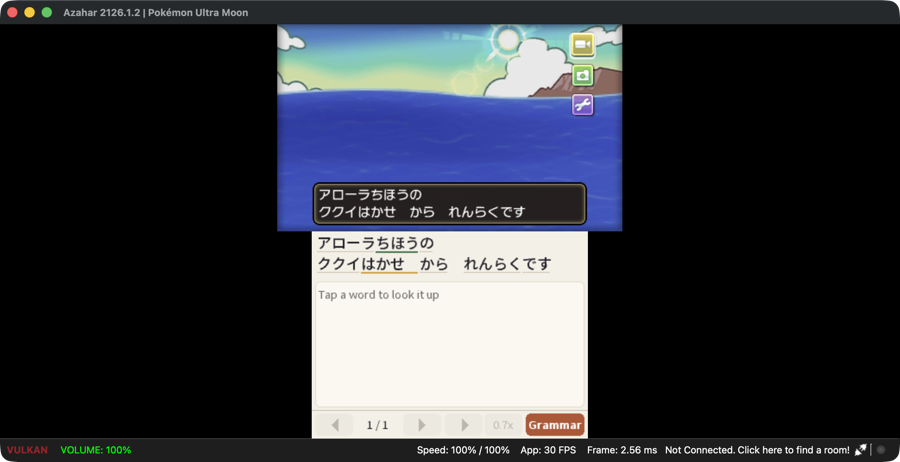 Azahar 2126.1.2 | Pokémon Ultra Moon
アローラちほうの
ククイはかせ　から　れんらくです
アローラちほうの
ククイはかせ　から　れんらくです
Tap a word to look it up
1 / 1
0.7x
Grammar
VULKAN VOLUME: 100% Speed: 100% / 100% App: 30 FPS Frame: 2.56 ms Not Connected. Click here to find a room!